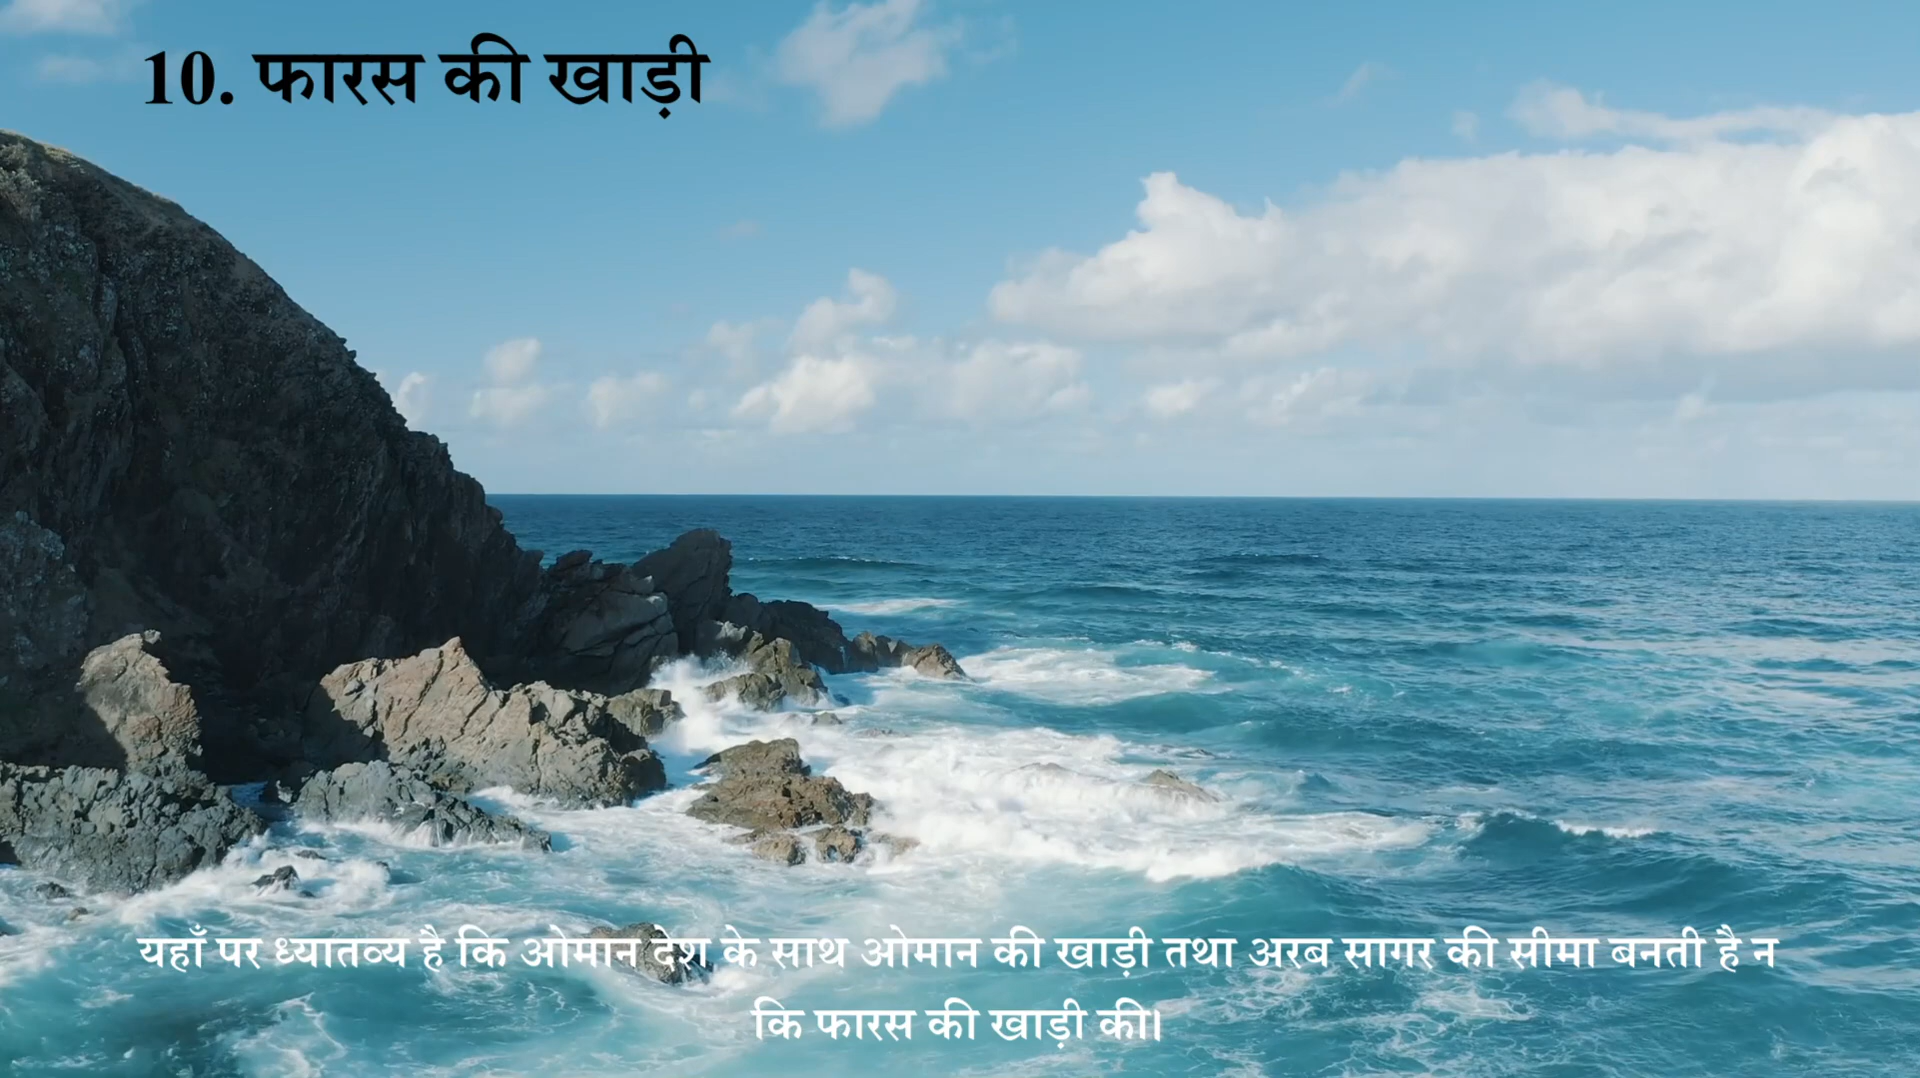 10. फारस की खाड़ी
यहाँ पर ध्यातव्य है कि ओमान देश के साथ ओमान की खाड़ी तथा अरब सागर की सीमा बनती है न
कि फारस की खाड़ी की।